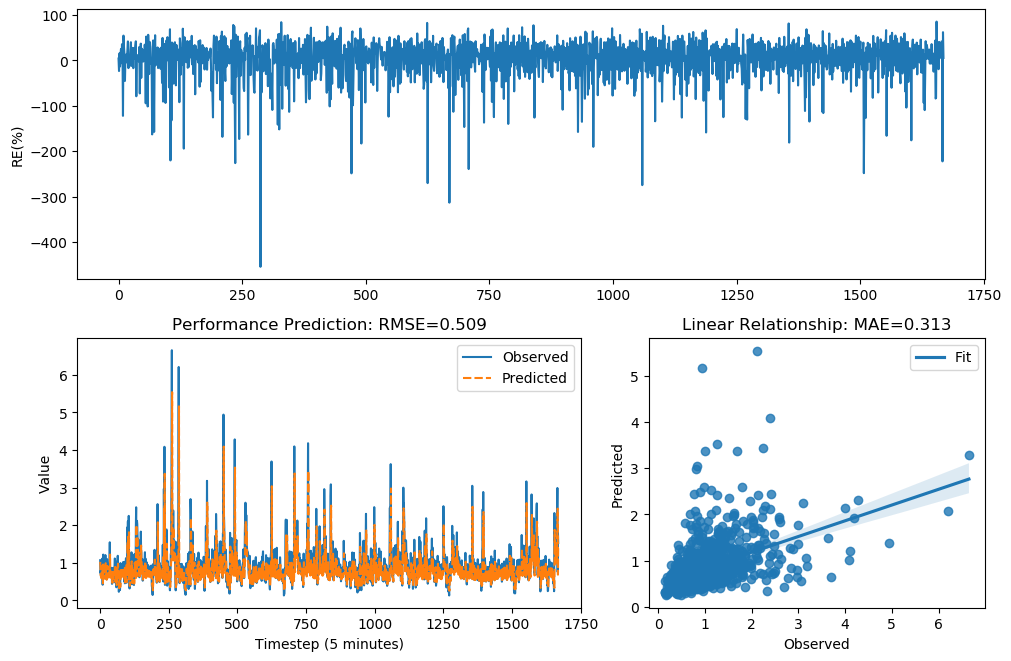 RE(%)
100
0
−100
−200
−300
−400
0 250 500 750 1000 1250 1500 1750
Performance Prediction: RMSE=0.509
Value
6
5
4
3
2
1
0
Observed
Predicted
0 250 500 750 1000 1250 1500 1750
Timestep (5 minutes)
Linear Relationship: MAE=0.313
Predicted
5
4
3
2
1
0
Fit
0 1 2 3 4 5 6
Observed